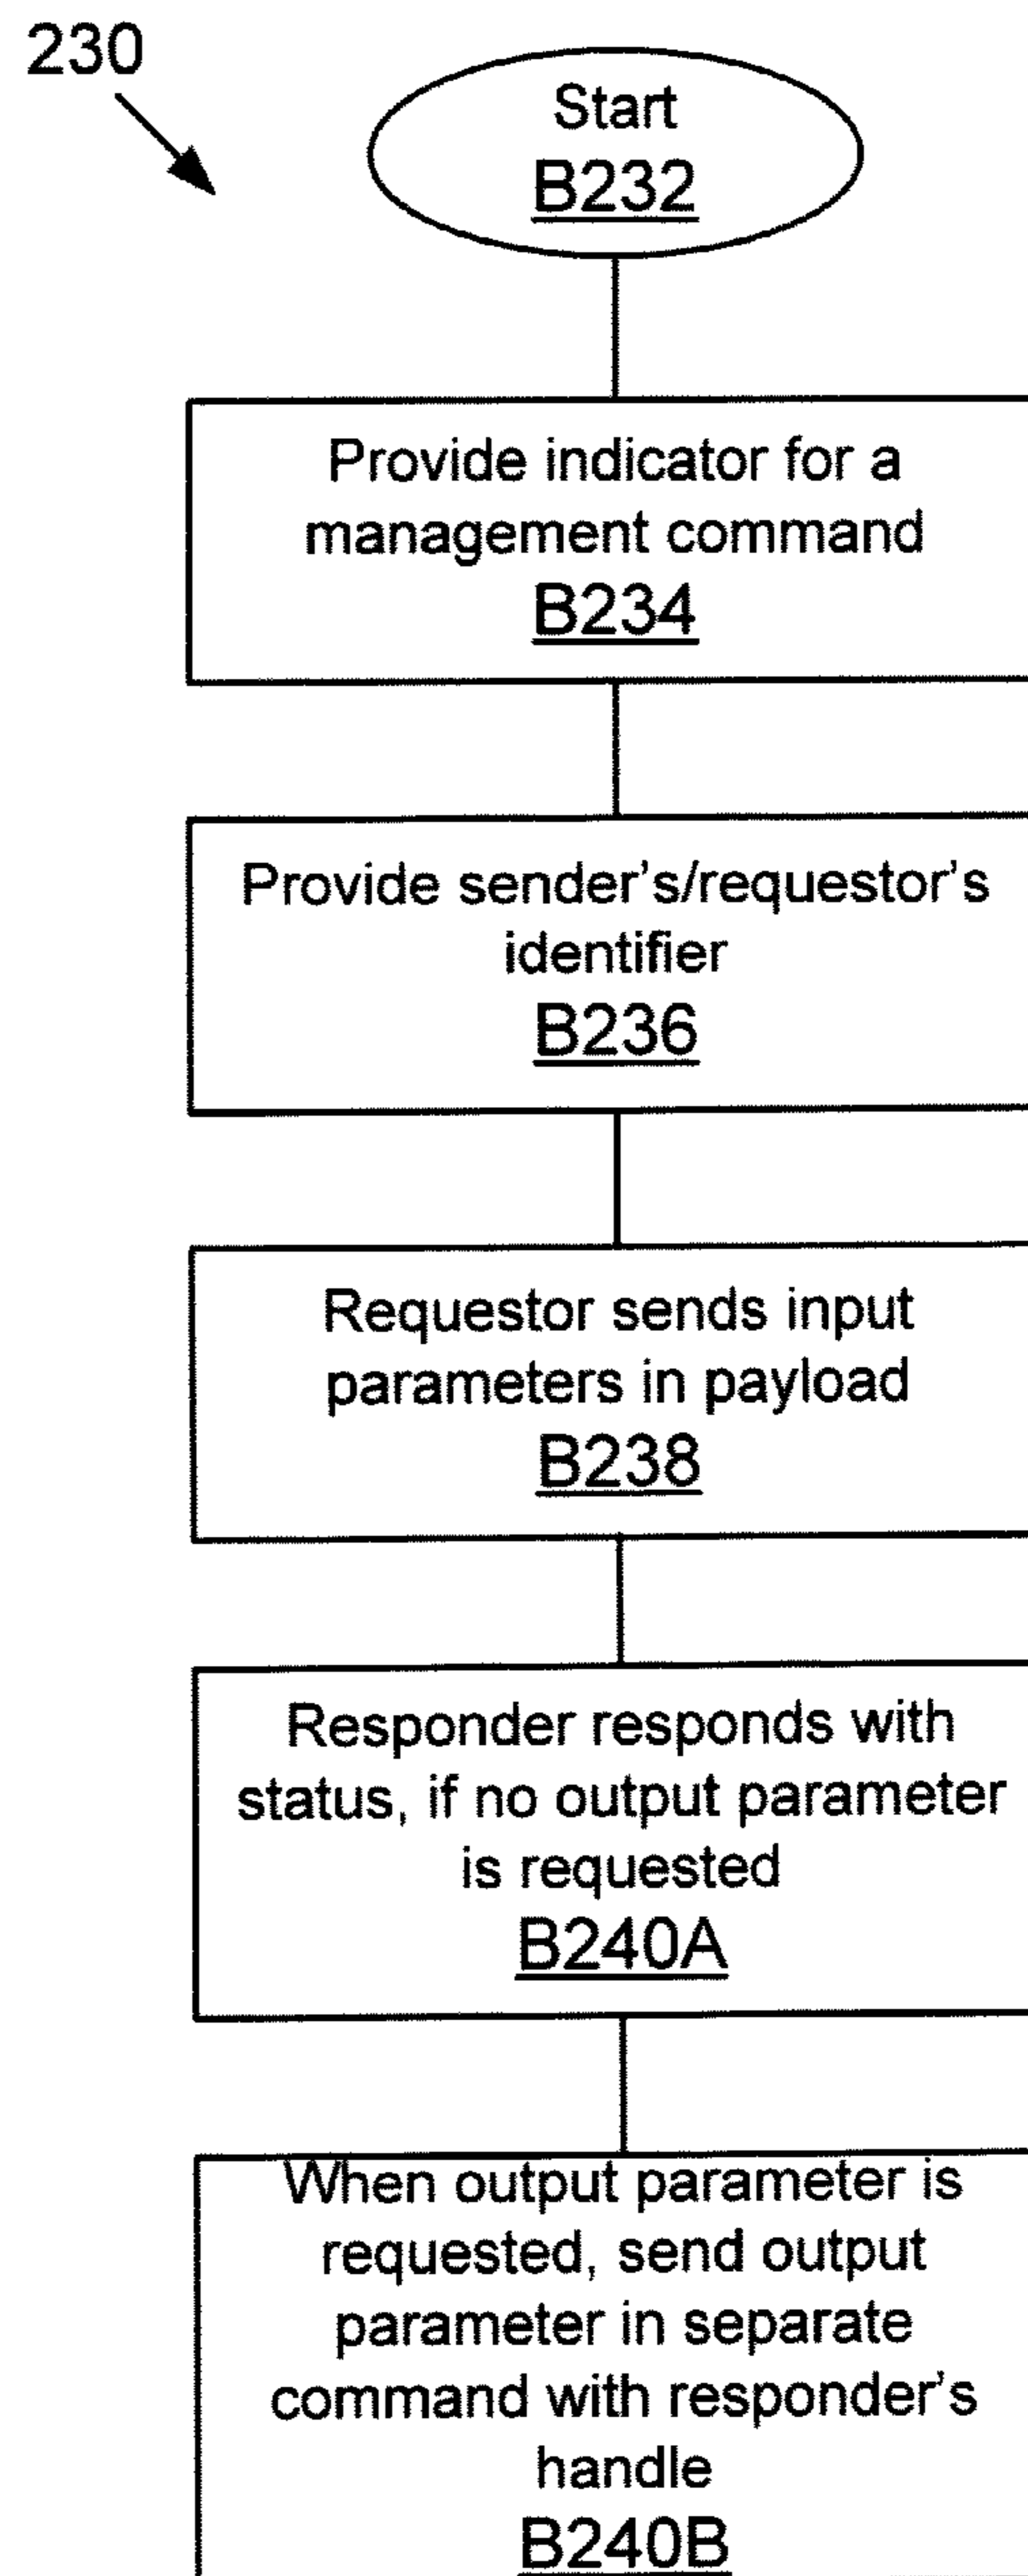 230
Start
B232
Provide indicator for a
management command
B234
Provide sender's/requestor's
identifier
B236
Requestor sends input
parameters in payload
B238
Responder responds with
status, if no output parameter
is requested
B240A
When output parameter is
requested, send output
parameter in separate
command with responder's
handle
B240B